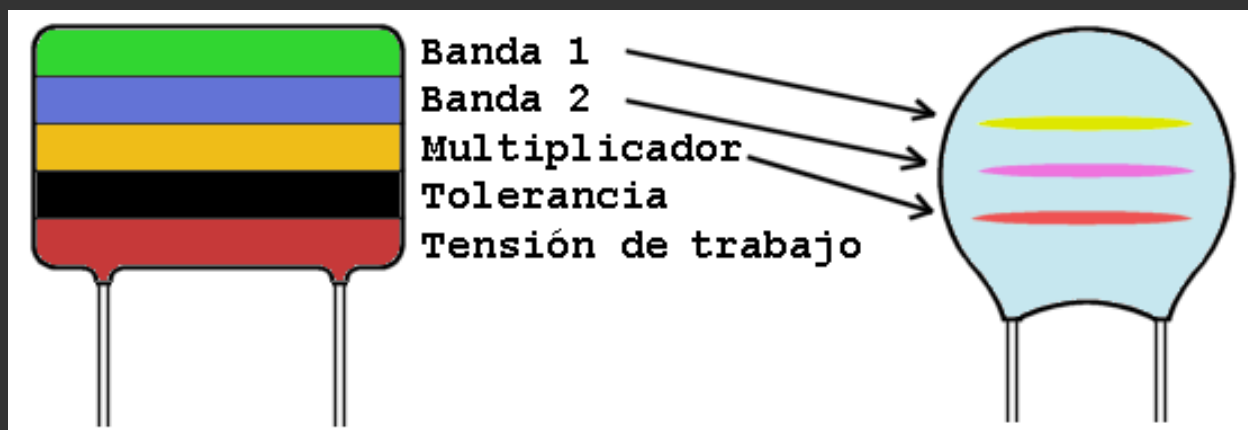 Banda 1
Banda 2
Multiplicador
Tolerancia
Tensión de trabajo